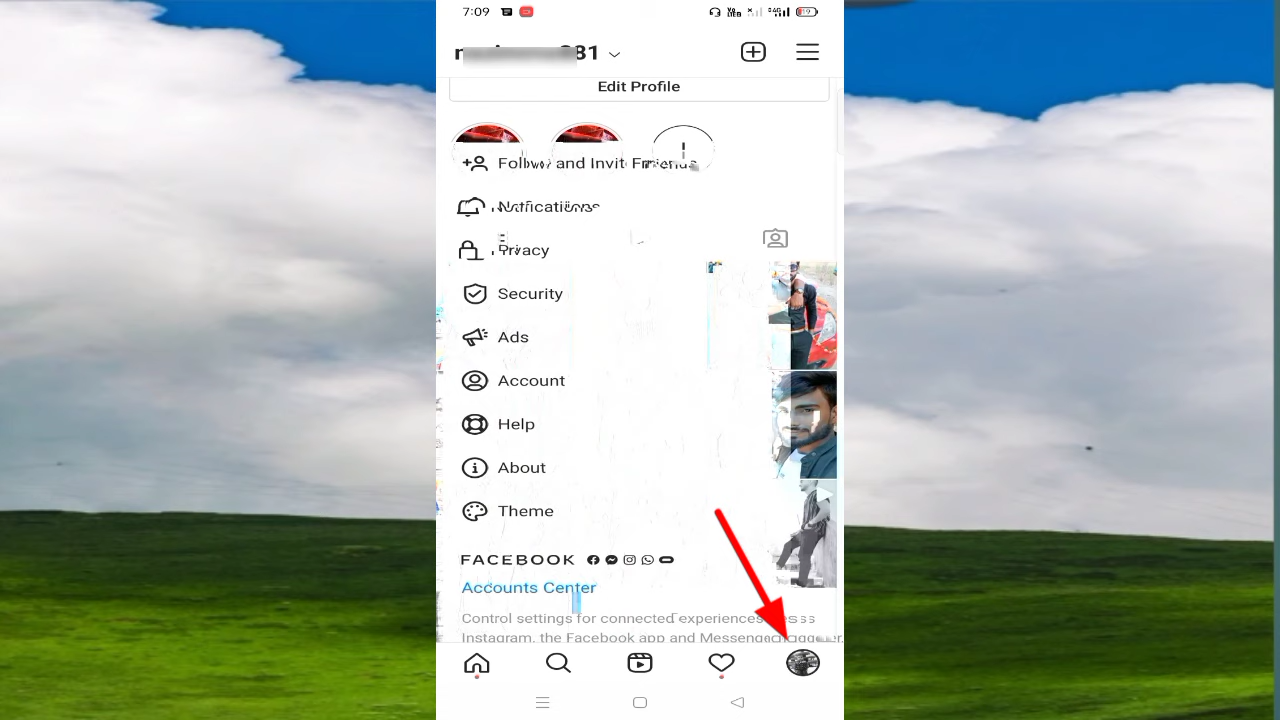 7:09
81
Edit Profile
Follow and Invite Friends
Notifications
Privacy
Security
Ads
Account
Help
About
Theme
FACEBOOK
Accounts Center
Control settings for connected experiences
Instagram, the Facebook app and